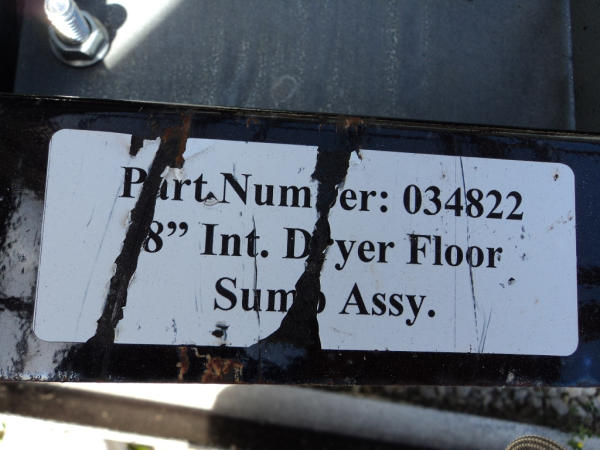 Part Number: 034822
8” Int. Dryer Floor
Sump Assy.